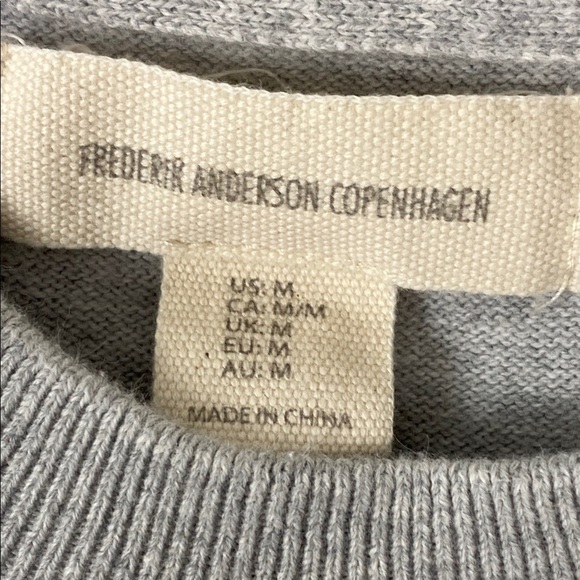 FREDERIK ANDERSON COPENHAGEN
US: M
CA: M/M
UK: M
EU: M
AU: M
MADE IN CHINA